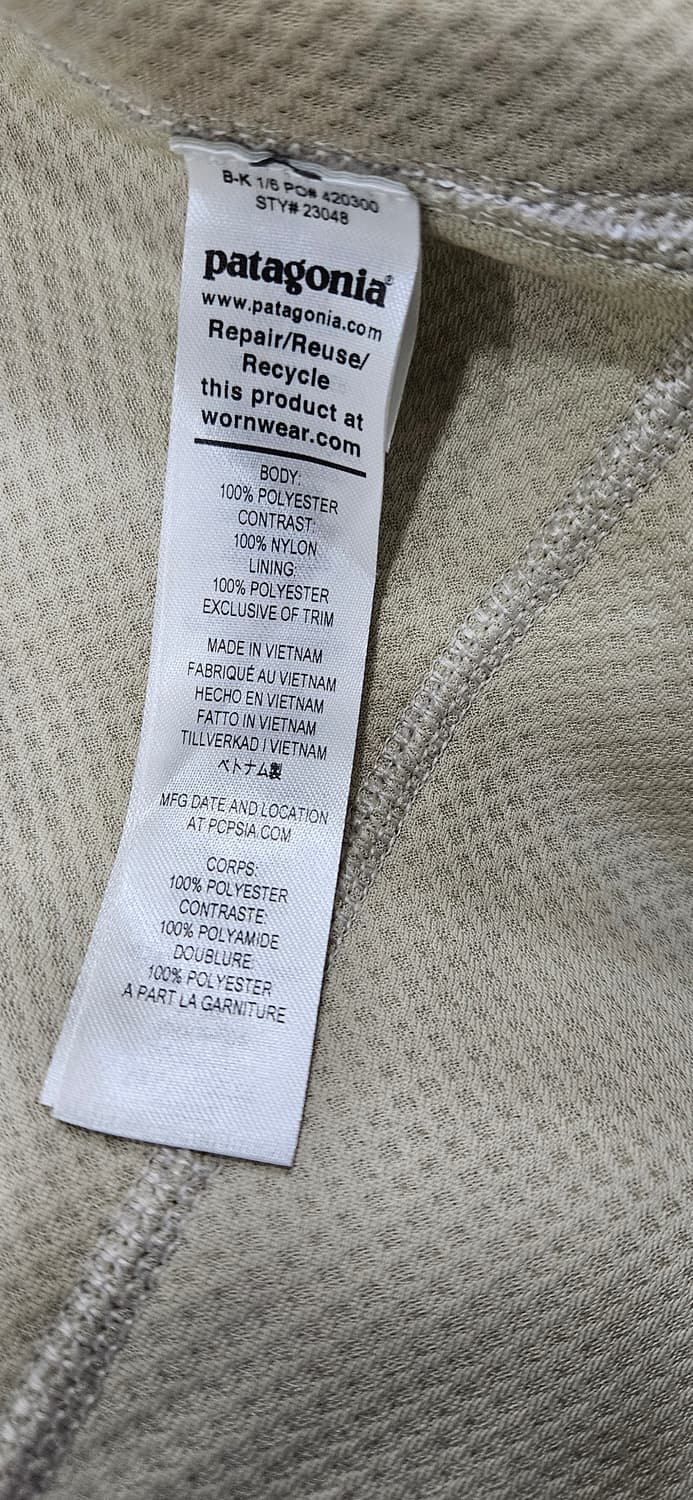 B-K 1/6 PO# 420300
STY# 23048
patagonia®
www.patagonia.com
Repair/Reuse/
Recycle
this product at
wornwear.com
BODY:
100% POLYESTER
CONTRAST:
100% NYLON
LINING:
100% POLYESTER
EXCLUSIVE OF TRIM
MADE IN VIETNAM
FABRIQUÉ AU VIETNAM
HECHO EN VIETNAM
FATTO IN VIETNAM
TILLVERKAD I VIETNAM
ベトナム製
MFG DATE AND LOCATION
AT PCPSIA.COM
CORPS:
100% POLYESTER
CONTRASTE:
100% POLYAMIDE
DOUBLURE:
100% POLYESTER
A PART LA GARNITURE